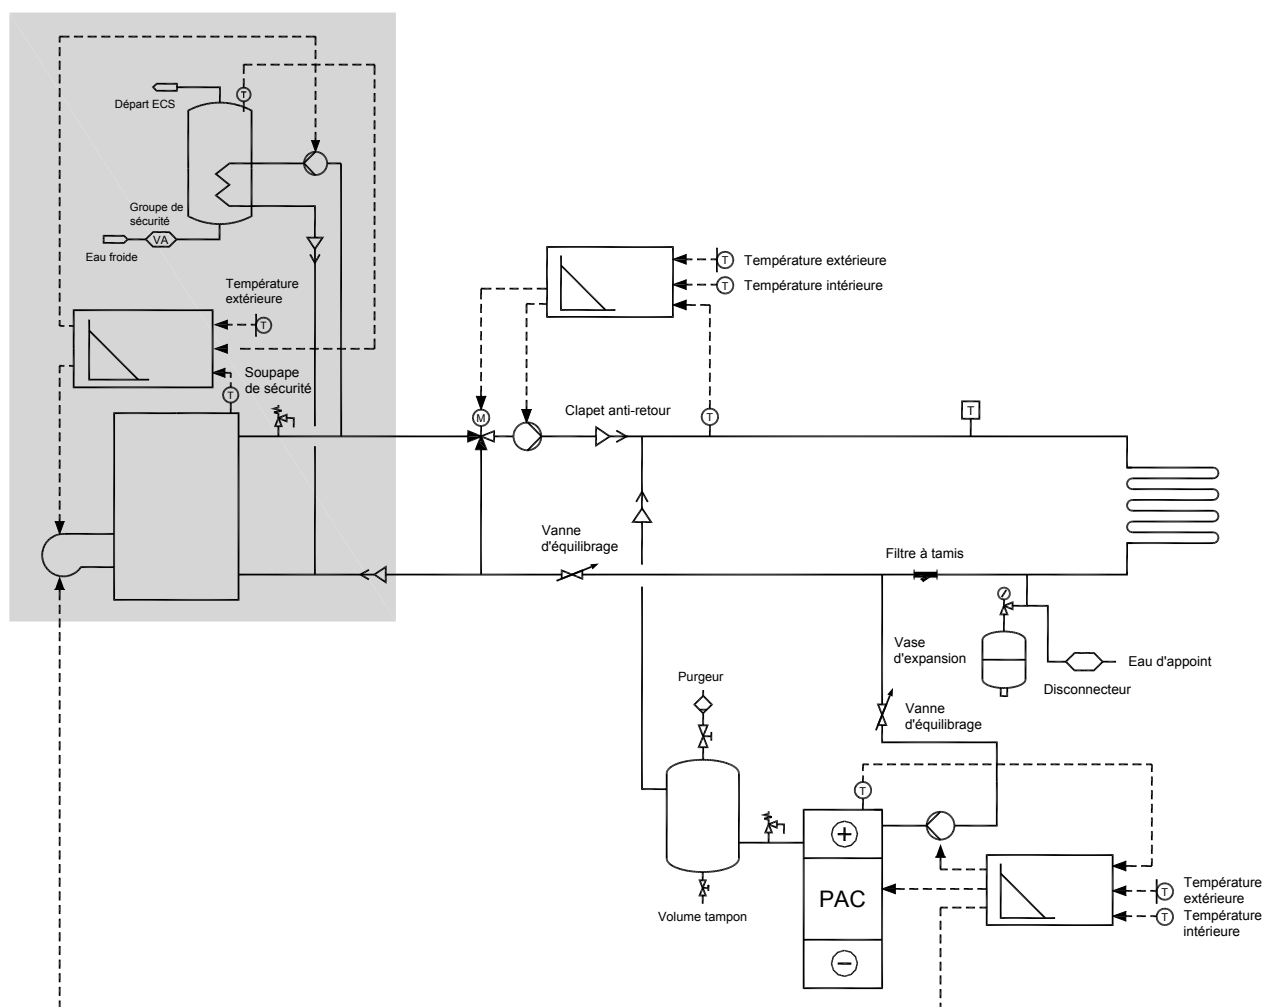 T
Départ ECS
Groupe de
sécurité
VA
Eau froide
Température
extérieure
T
Soupape
de sécurité
T
T
Température extérieure
T
Température intérieure
M
Clapet anti-retour
T
T
Vanne
d'équilibrage
Filtre à tamis
Vase
d'expansion
Eau d'appoint
Disconnecteur
Purgeur
Vanne
d'équilibrage
T
+
PAC
−
Volume tampon
T
Température
extérieure
T
Température
intérieure